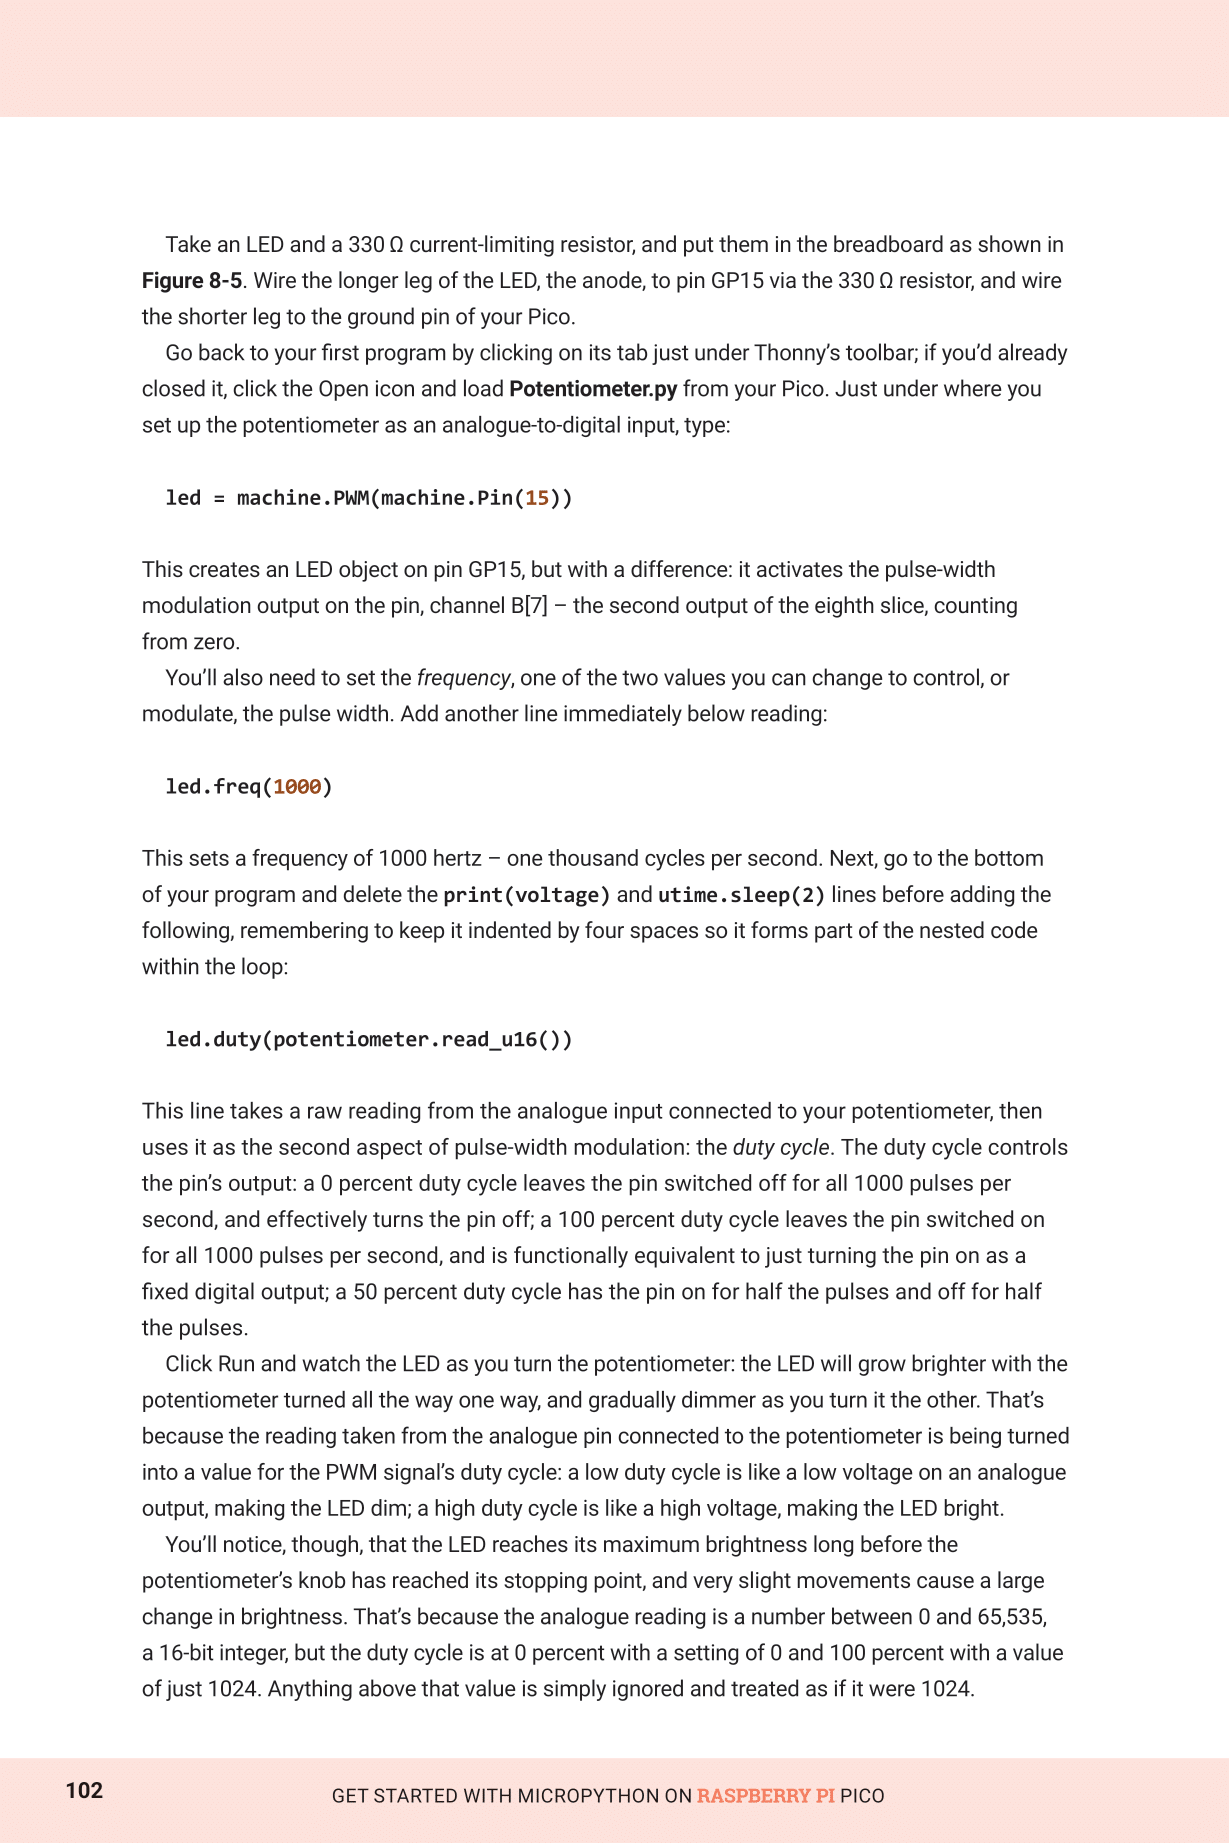 Take an LED and a 330 Ω current-limiting resistor, and put them in the breadboard as shown in
Figure 8-5. Wire the longer leg of the LED, the anode, to pin GP15 via the 330 Ω resistor, and wire
the shorter leg to the ground pin of your Pico.
Go back to your first program by clicking on its tab just under Thonny’s toolbar; if you’d already
closed it, click the Open icon and load Potentiometer.py from your Pico. Just under where you
set up the potentiometer as an analogue-to-digital input, type:
led = machine.PWM(machine.Pin(15))
This creates an LED object on pin GP15, but with a difference: it activates the pulse-width
modulation output on the pin, channel B[7] – the second output of the eighth slice, counting
from zero.
You’ll also need to set the frequency, one of the two values you can change to control, or
modulate, the pulse width. Add another line immediately below reading:
led.freq(1000)
This sets a frequency of 1000 hertz – one thousand cycles per second. Next, go to the bottom
of your program and delete the print(voltage) and utime.sleep(2) lines before adding the
following, remembering to keep it indented by four spaces so it forms part of the nested code
within the loop:
led.duty(potentiometer.read_u16())
This line takes a raw reading from the analogue input connected to your potentiometer, then
uses it as the second aspect of pulse-width modulation: the duty cycle. The duty cycle controls
the pin’s output: a 0 percent duty cycle leaves the pin switched off for all 1000 pulses per
second, and effectively turns the pin off; a 100 percent duty cycle leaves the pin switched on
for all 1000 pulses per second, and is functionally equivalent to just turning the pin on as a
fixed digital output; a 50 percent duty cycle has the pin on for half the pulses and off for half
the pulses.
Click Run and watch the LED as you turn the potentiometer: the LED will grow brighter with the
potentiometer turned all the way one way, and gradually dimmer as you turn it the other. That’s
because the reading taken from the analogue pin connected to the potentiometer is being turned
into a value for the PWM signal’s duty cycle: a low duty cycle is like a low voltage on an analogue
output, making the LED dim; a high duty cycle is like a high voltage, making the LED bright.
You’ll notice, though, that the LED reaches its maximum brightness long before the
potentiometer’s knob has reached its stopping point, and very slight movements cause a large
change in brightness. That’s because the analogue reading is a number between 0 and 65,535,
a 16-bit integer, but the duty cycle is at 0 percent with a setting of 0 and 100 percent with a value
of just 1024. Anything above that value is simply ignored and treated as if it were 1024.
102
GET STARTED WITH MICROPYTHON ON RASPBERRY PI PICO